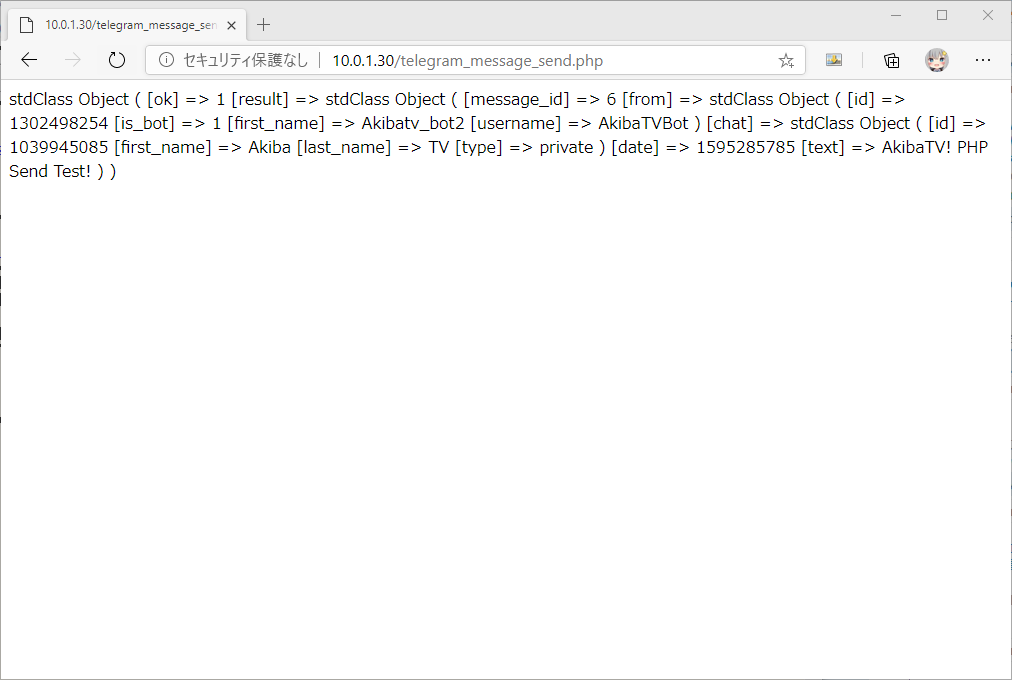 10.0.1.30/telegram_message_sen
セキュリティ保護なし 10.0.1.30/telegram_message_send.php
stdClass Object ( [ok] => 1 [result] => stdClass Object ( [message_id] => 6 [from] => stdClass Object ( [id] =>
1302498254 [is_bot] => 1 [first_name] => Akibatv_bot2 [username] => AkibaTVBot ) [chat] => stdClass Object ( [id] =>
1039945085 [first_name] => Akiba [last_name] => TV [type] => private ) [date] => 1595285785 [text] => AkibaTV! PHP
Send Test! ) )